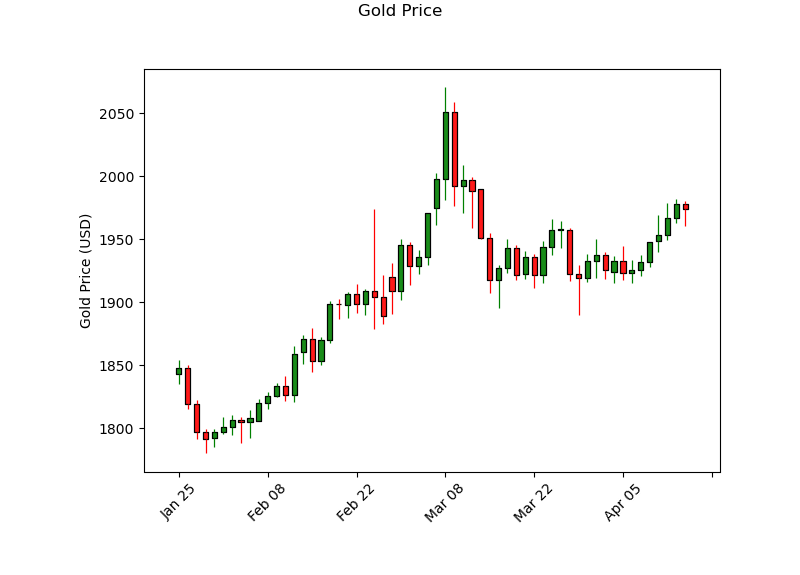 Gold Price
Gold Price (USD)
2050
2000
1950
1900
1850
1800
Jan 25
Feb 08
Feb 22
Mar 08
Mar 22
Apr 05